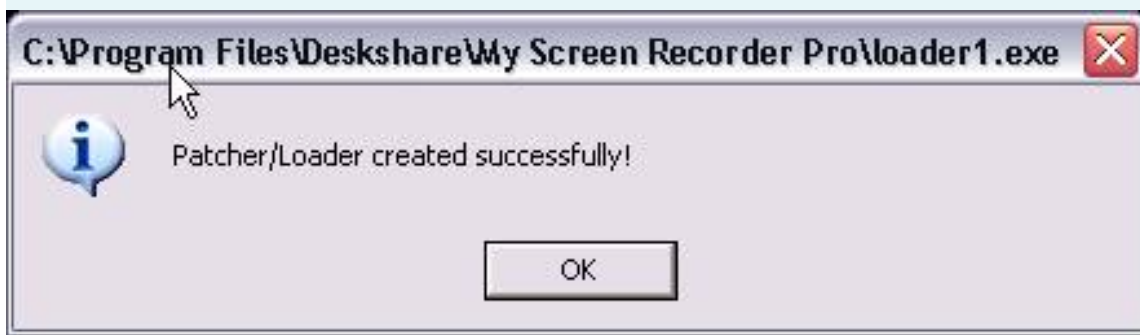 C:\Program Files\Deskshare\My Screen Recorder Pro\loader1.exe
Patcher/Loader created successfully!
OK